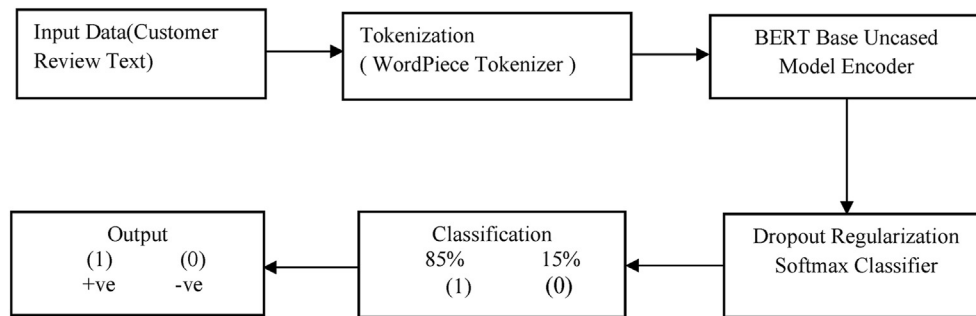 Input Data(Customer
Review Text)
Tokenization
( WordPiece Tokenizer )
BERT Base Uncased
Model Encoder
Dropout Regularization
Softmax Classifier
Classification
85% 15%
(1) (0)
Output
(1) (0)
+ve -ve